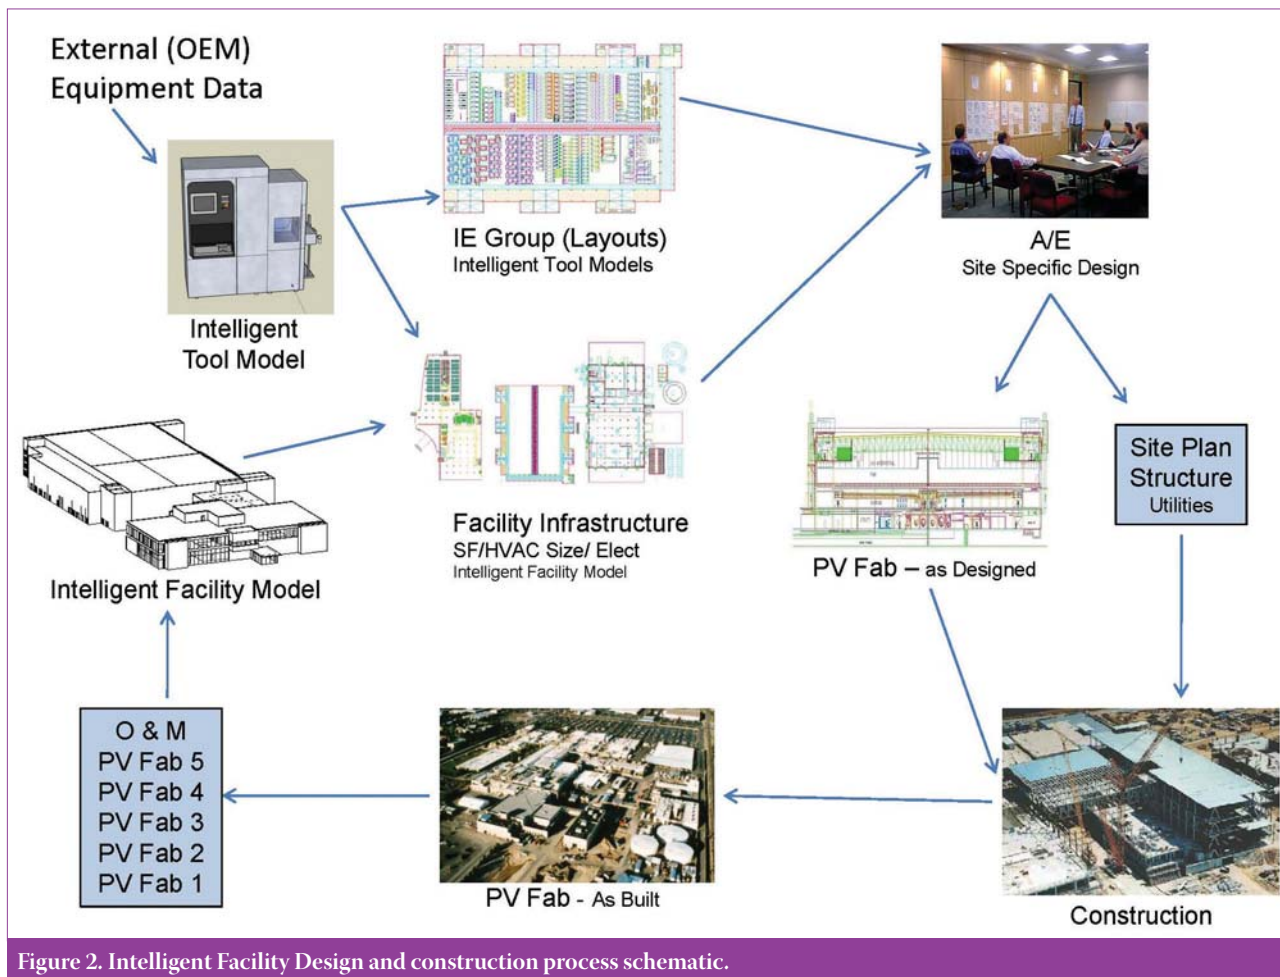 External (OEM)
Equipment Data
Intelligent
Tool Model
IE Group (Layouts)
Intelligent Tool Models
A/E
Site Specific Design
Intelligent Facility Model
Facility Infrastructure
SF/HVAC Size/ Elect
Intelligent Facility Model
PV Fab – as Designed
Site Plan
Structure
Utilities
O & M
PV Fab 5
PV Fab 4
PV Fab 3
PV Fab 2
PV Fab 1
PV Fab - As Built
Construction
Figure 2. Intelligent Facility Design and construction process schematic.